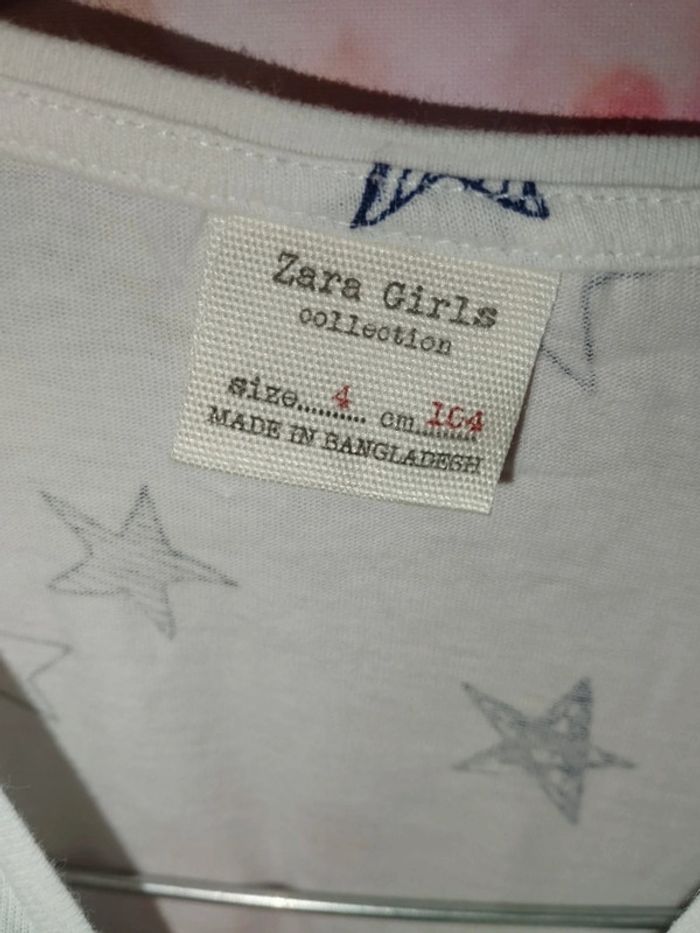 Zara Girls
collection
size.......... 4 cm.......... 104
MADE IN BANGLADESH